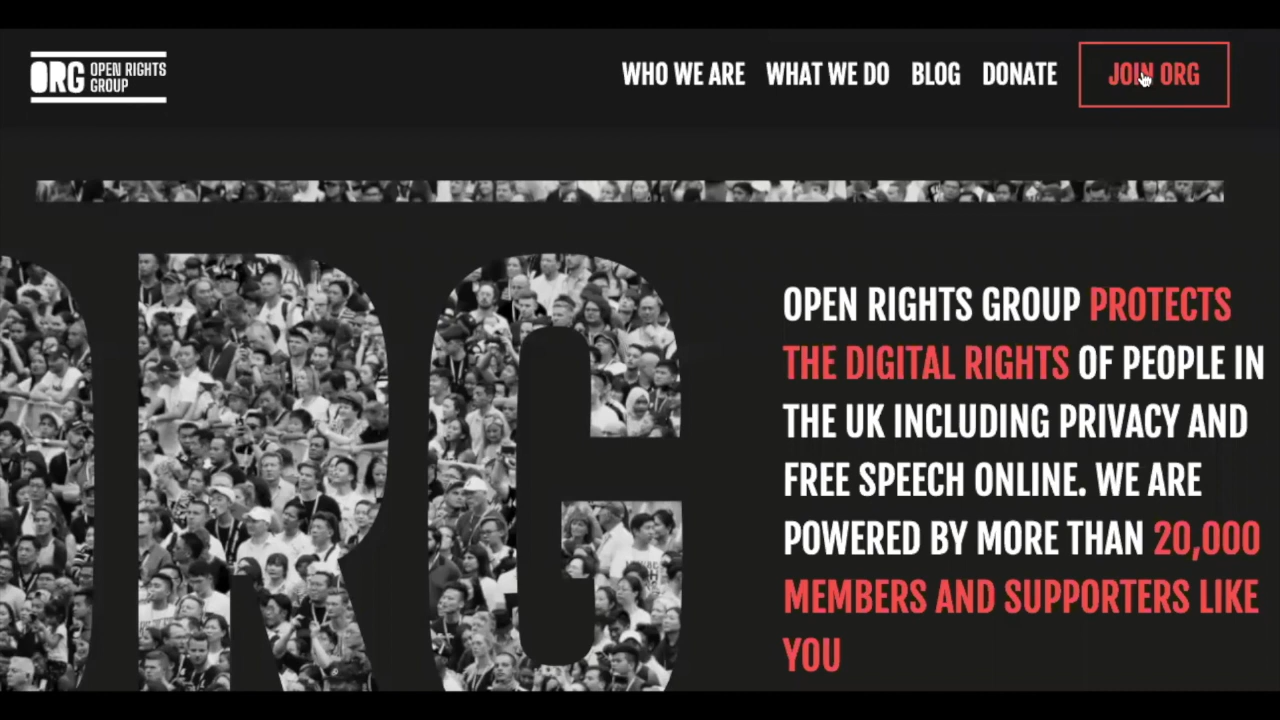 ORG OPEN RIGHTS
GROUP
WHO WE ARE WHAT WE DO BLOG DONATE JOIN ORG
ORG
OPEN RIGHTS GROUP PROTECTS
THE DIGITAL RIGHTS OF PEOPLE IN
THE UK INCLUDING PRIVACY AND
FREE SPEECH ONLINE. WE ARE
POWERED BY MORE THAN 20,000
MEMBERS AND SUPPORTERS LIKE
YOU